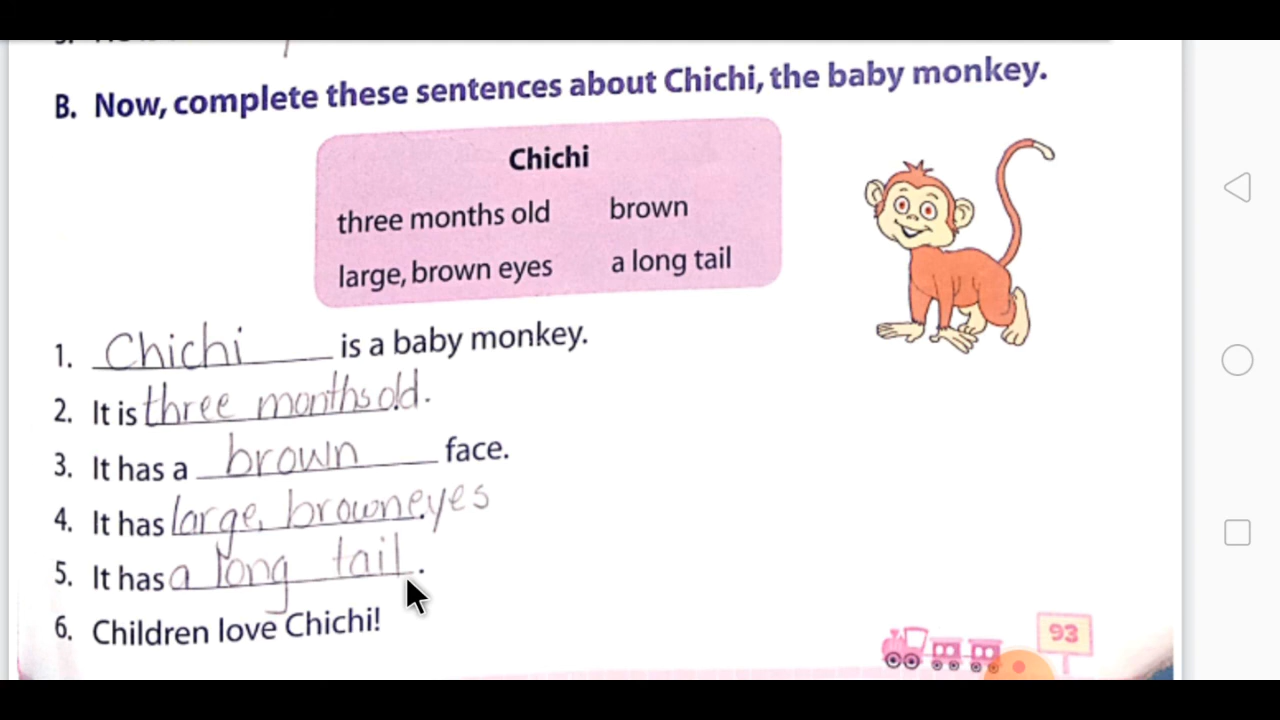 B. Now, complete these sentences about Chichi, the baby monkey.
Chichi
three months old brown
large, brown eyes a long tail
1. Chichi is a baby monkey.
2. It is three months old.
3. It has a brown face.
4. It has large, brown eyes
5. It has a long tail.
6. Children love Chichi!
93